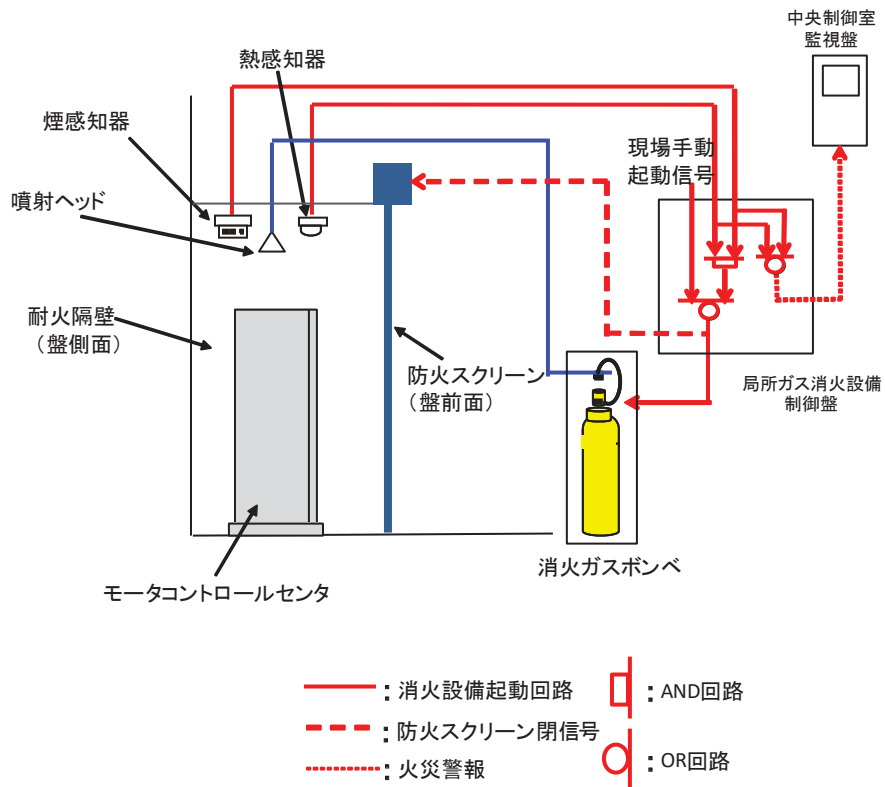 中央制御室
監視盤
熱感知器
煙感知器
現場手動
起動信号
噴射ヘッド
耐火隔壁
（盤側面）
防火スクリーン
（盤前面）
局所ガス消火設備
制御盤
消火ガスボンベ
モータコントロールセンタ
：消火設備起動回路
：AND回路
：防火スクリーン閉信号
：火災警報
：OR回路